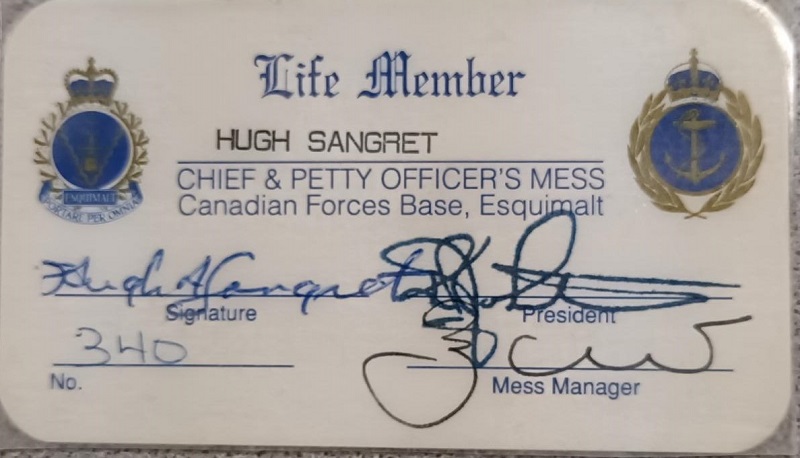 Life Member
HUGH SANGRET
CHIEF & PETTY OFFICER'S MESS
Canadian Forces Base, Esquimalt
ESQUIMALT
Hugh A Sangret
Signature
President
340
No.
Mess Manager